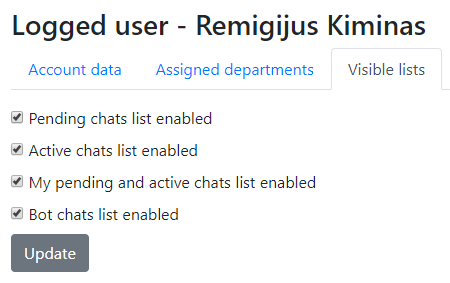 Logged user - Remigijus Kiminas
Account data Assigned departments Visible lists
Pending chats list enabled
Active chats list enabled
My pending and active chats list enabled
Bot chats list enabled
Update